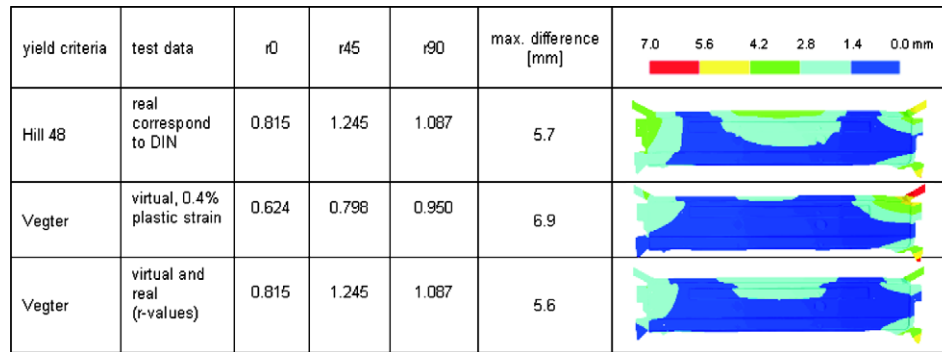 yield criteria test data r0 r45 r90 max. difference [mm] 7.0 5.6 4.2 2.8 1.4 0.0 mm
Hill 48 real correspond to DIN 0.815 1.245 1.087 5.7
Vegter virtual, 0.4% plastic strain 0.624 0.798 0.950 6.9
Vegter virtual and real (r-values) 0.815 1.245 1.087 5.6